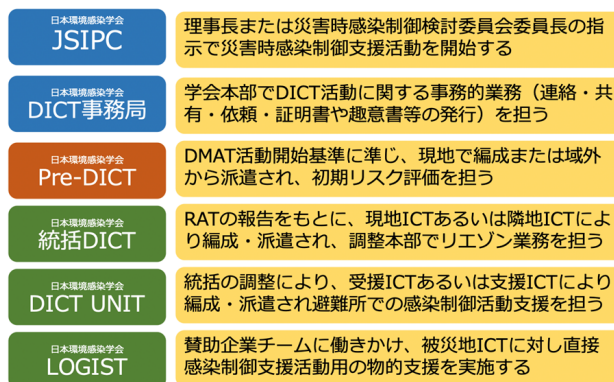 日本環境感染学会
JSIPC
理事長または災害時感染制御検討委員会委員長の指
示で災害時感染制御支援活動を開始する
日本環境感染学会
DICT事務局
学会本部でDICT活動に関する事務的業務（連絡・共
有・依頼・証明書や趣意書等の発行）を担う
日本環境感染学会
Pre-DICT
DMAT活動開始基準に準じ、現地で編成または域外
から派遣され、初期リスク評価を担う
日本環境感染学会
統括DICT
RATの報告をもとに、現地ICTあるいは隣地ICTによ
り編成・派遣され、調整本部でリエゾン業務を担う
日本環境感染学会
DICT UNIT
統括の調整により、受援ICTあるいは支援ICTにより
編成・派遣され避難所での感染制御活動支援を担う
日本環境感染学会
LOGIST
賛助企業チームに働きかけ、被災地ICTに対し直接
感染制御支援活動用の物的支援を実施する